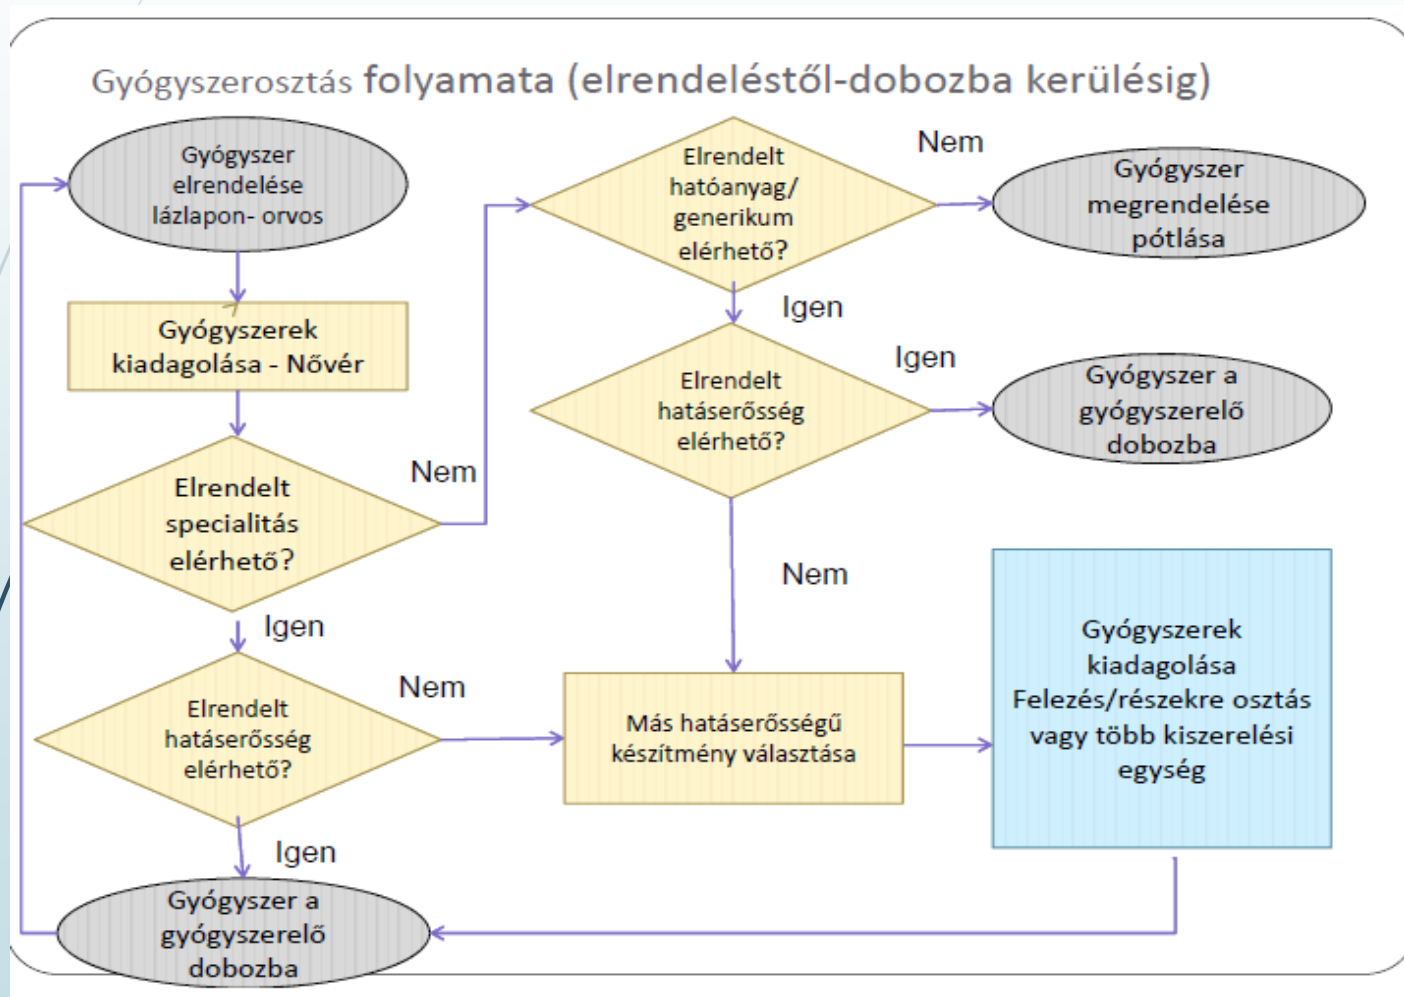 Gyógyszerosztás folyamata (elrendeléstől-dobozba kerülésig)
Gyógyszer
elrendelése
lázlapon- orvos
Gyógyszerek
kiadagolása - Nővér
Elrendelt
specialitás
elérhető?
Nem
Igen
Elrendelt
hatáserősség
elérhető?
Nem
Igen
Gyógyszer a
gyógyszerelő
dobozba
Elrendelt
hatóanyag/
generikum
elérhető?
Nem
Gyógyszer
megrendelése
pótlása
Igen
Elrendelt
hatáserősség
elérhető?
Igen
Gyógyszer a
gyógyszerelő
dobozba
Nem
Más hatáserősségű
készítmény választása
Gyógyszerek
kiadagolása
Felezés/részekre osztás
vagy több kiszerelési
egység